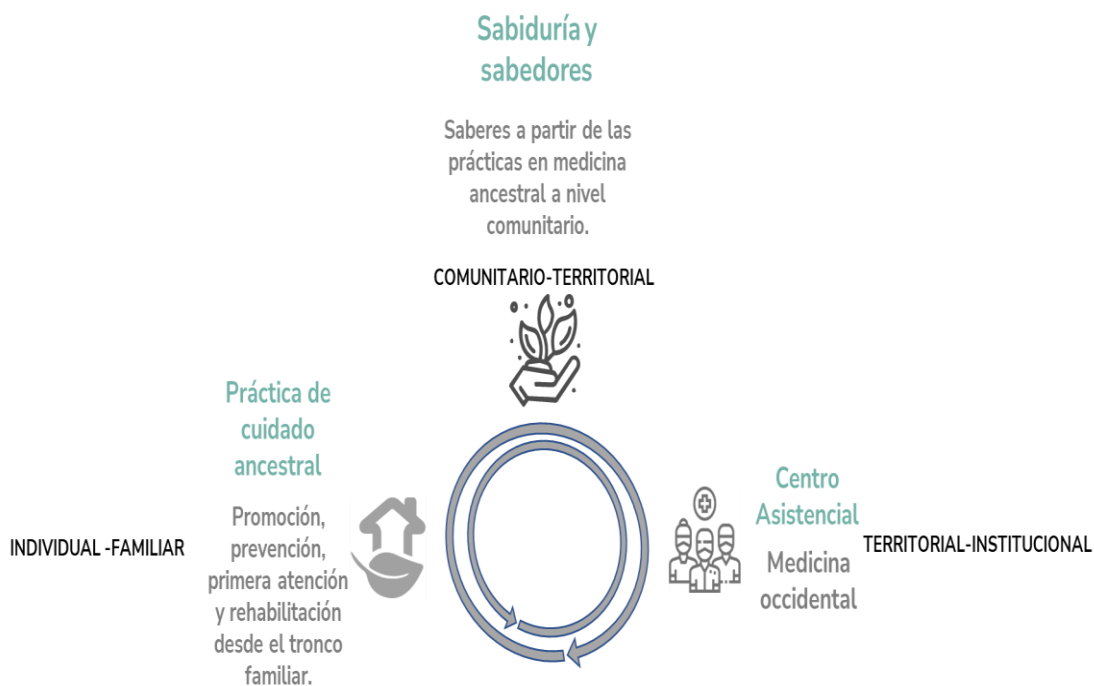 Sabiduría y
sabedores
Saberes a partir de las
prácticas en medicina
ancestral a nivel
comunitario.
COMUNITARIO-TERRITORIAL
Práctica de
cuidado
ancestral
Promoción,
prevención,
primera atención
y rehabilitación
desde el tronco
familiar.
INDIVIDUAL -FAMILIAR
Centro
Asistencial
Medicina
occidental
TERRITORIAL-INSTITUCIONAL